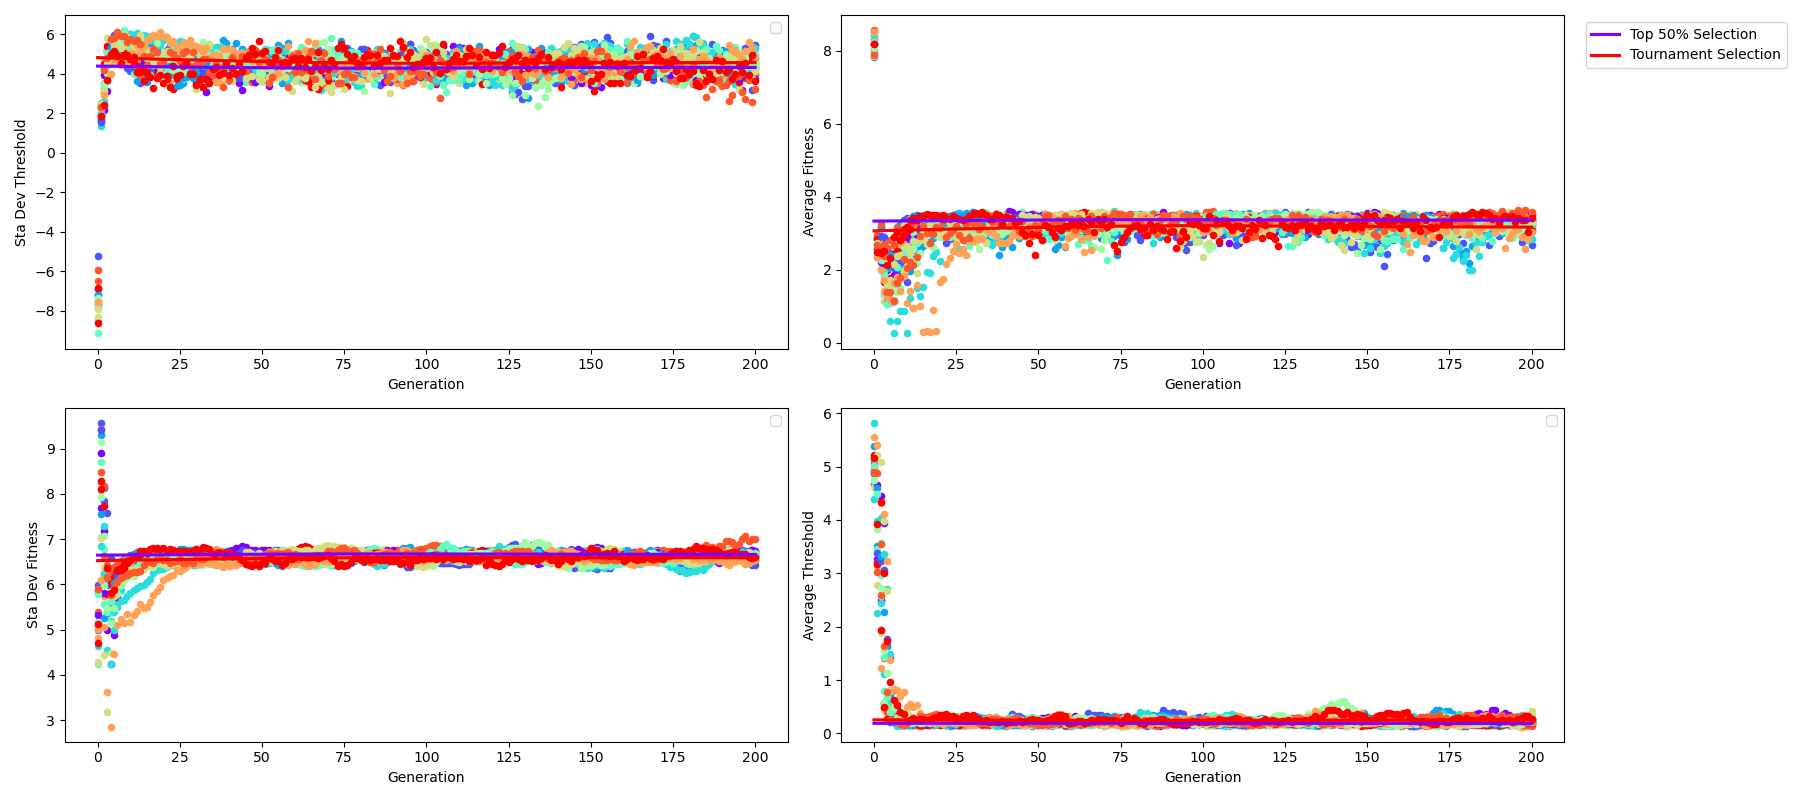 6
4
2
0
−2
−4
−6
−8
Sta Dev Threshold
0 25 50 75 100 125 150 175 200
Generation
8
6
4
2
0
Average Fitness
0 25 50 75 100 125 150 175 200
Generation
Top 50% Selection
Tournament Selection
9
8
7
6
5
4
3
Sta Dev Fitness
0 25 50 75 100 125 150 175 200
Generation
6
5
4
3
2
1
0
Average Threshold
0 25 50 75 100 125 150 175 200
Generation